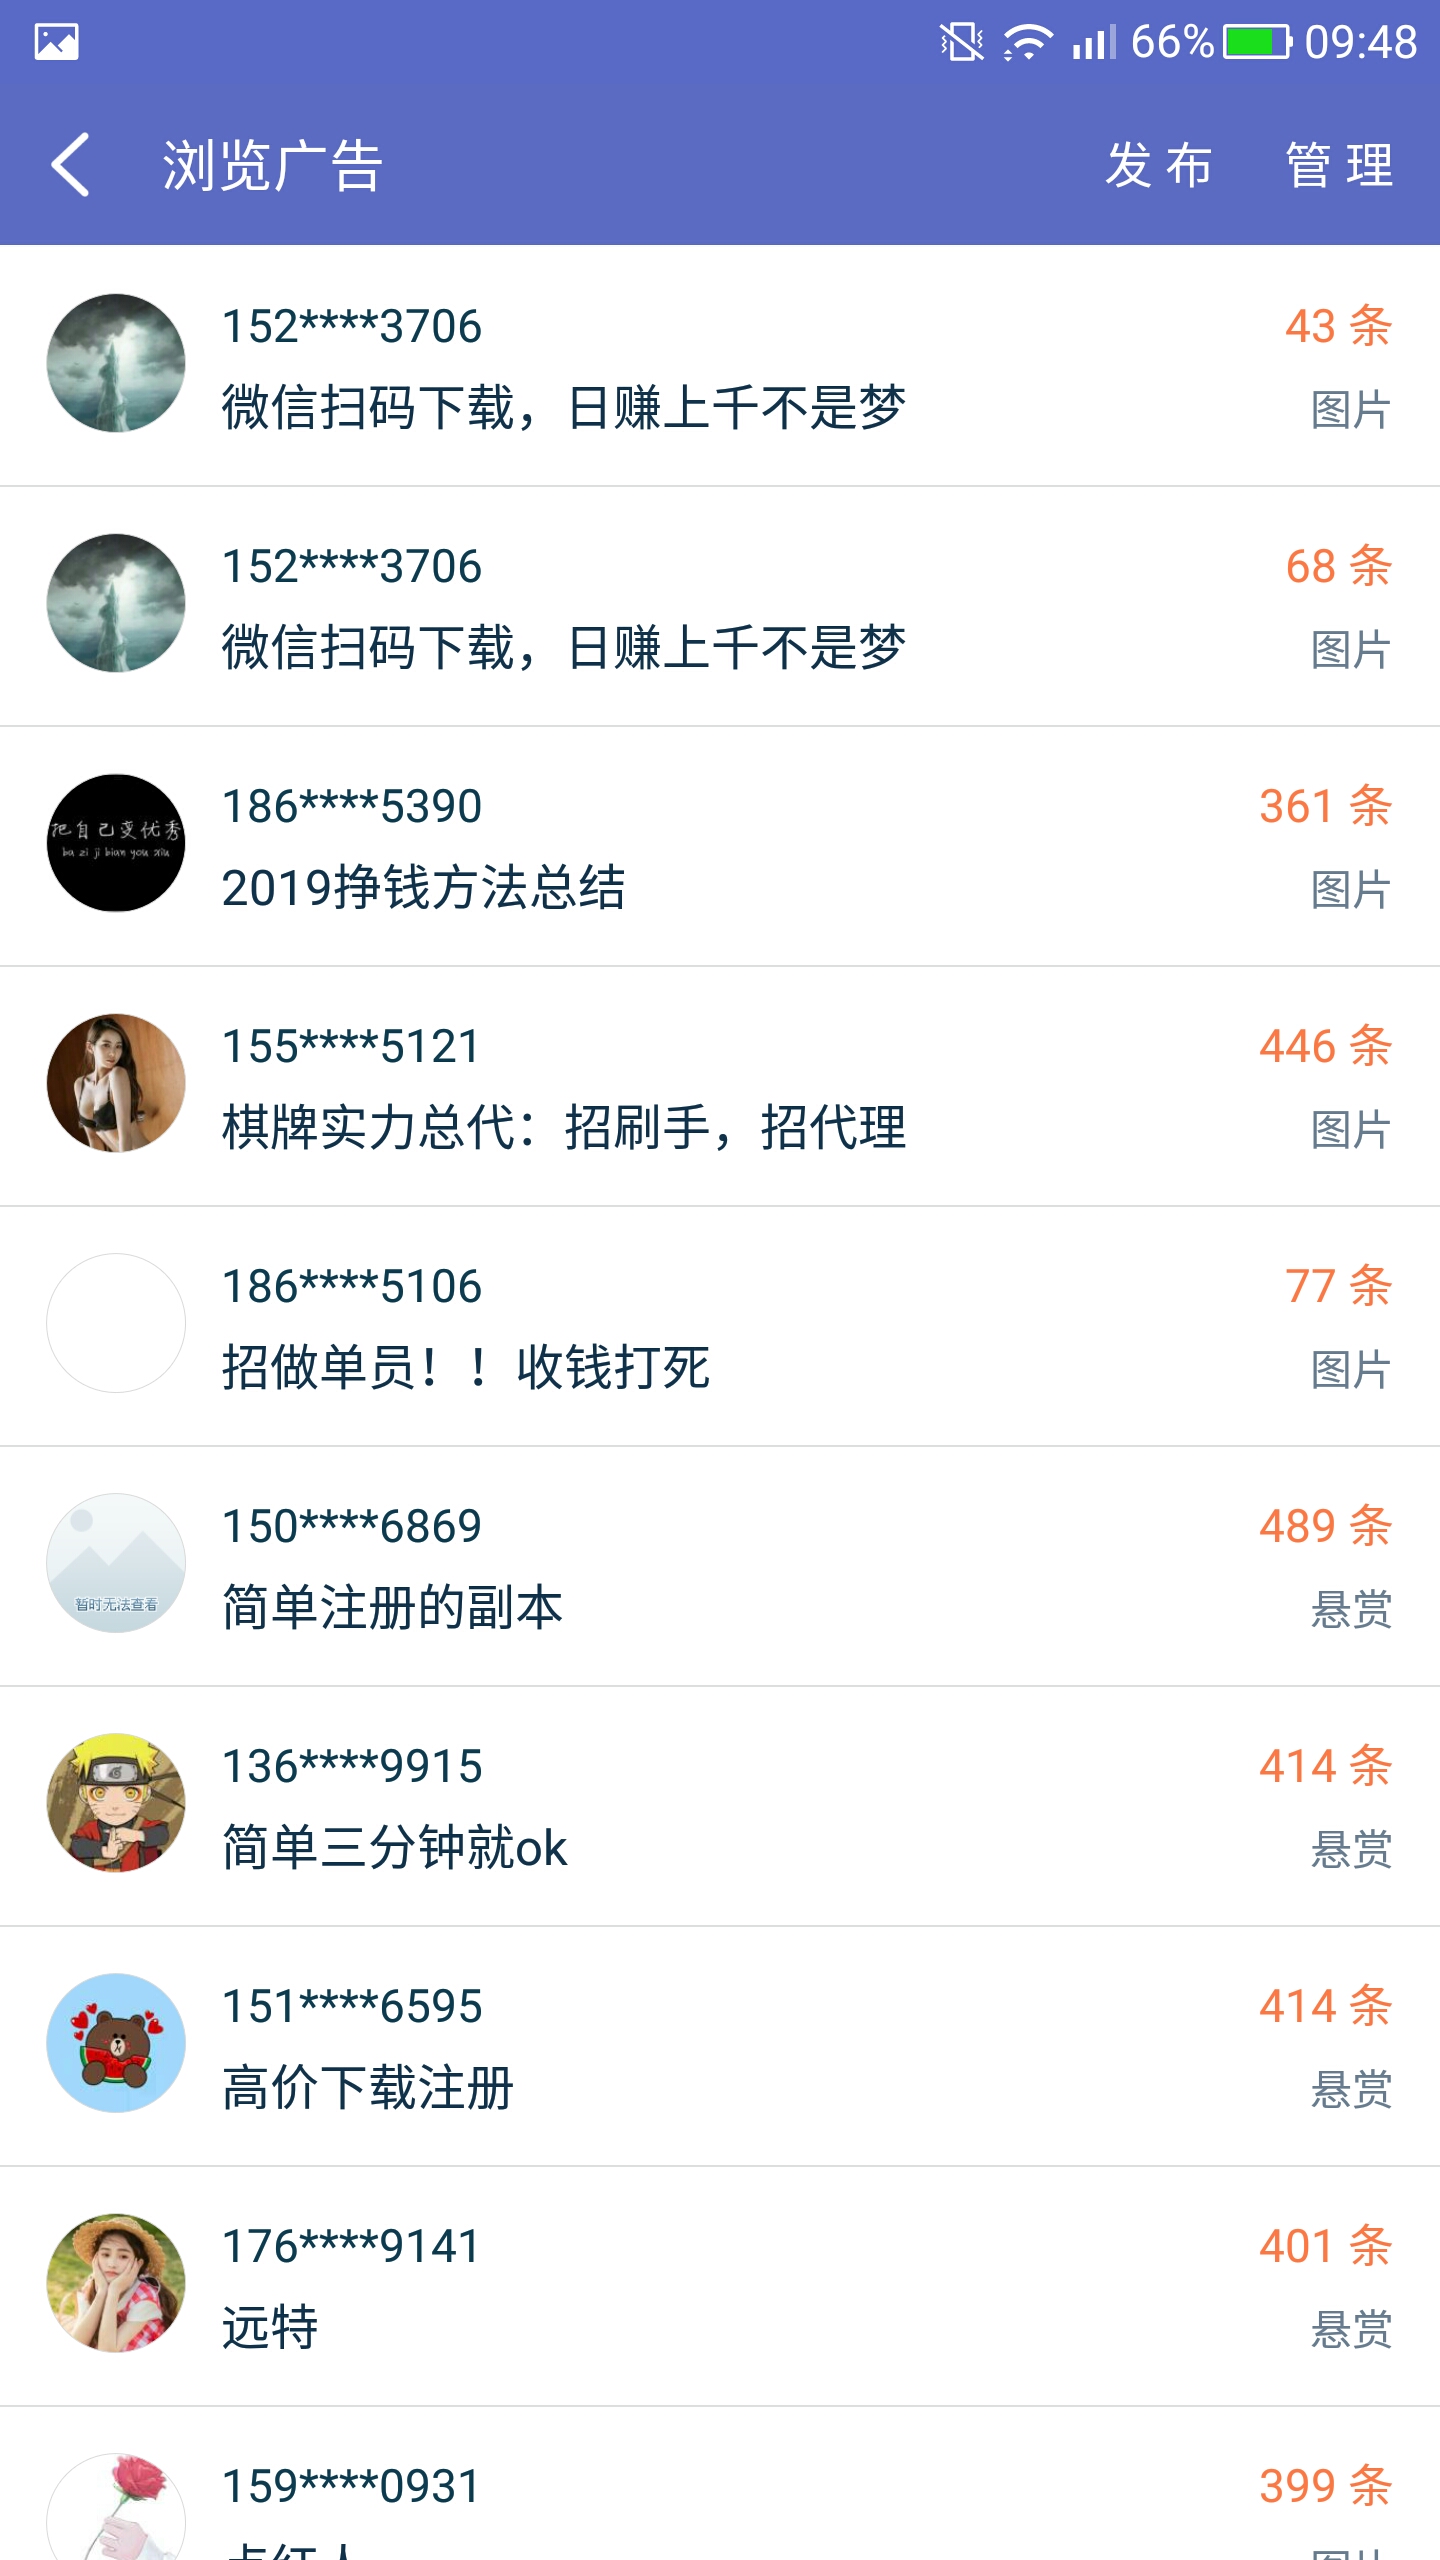 66% 09:48
浏览广告 发布 管理
152****3706 43 条
微信扫码下载，日赚上千不是梦 图片
152****3706 68 条
微信扫码下载，日赚上千不是梦 图片
把自己变优秀
ba zi ji bian you xiu
186****5390 361 条
2019挣钱方法总结 图片
155****5121 446 条
棋牌实力总代：招刷手，招代理 图片
186****5106 77 条
招做单员！！收钱打死 图片
150****6869 489 条
暂时无法查看
简单注册的副本 悬赏
136****9915 414 条
简单三分钟就ok 悬赏
151****6595 414 条
高价下载注册 悬赏
176****9141 401 条
远特 悬赏
159****0931 399 条